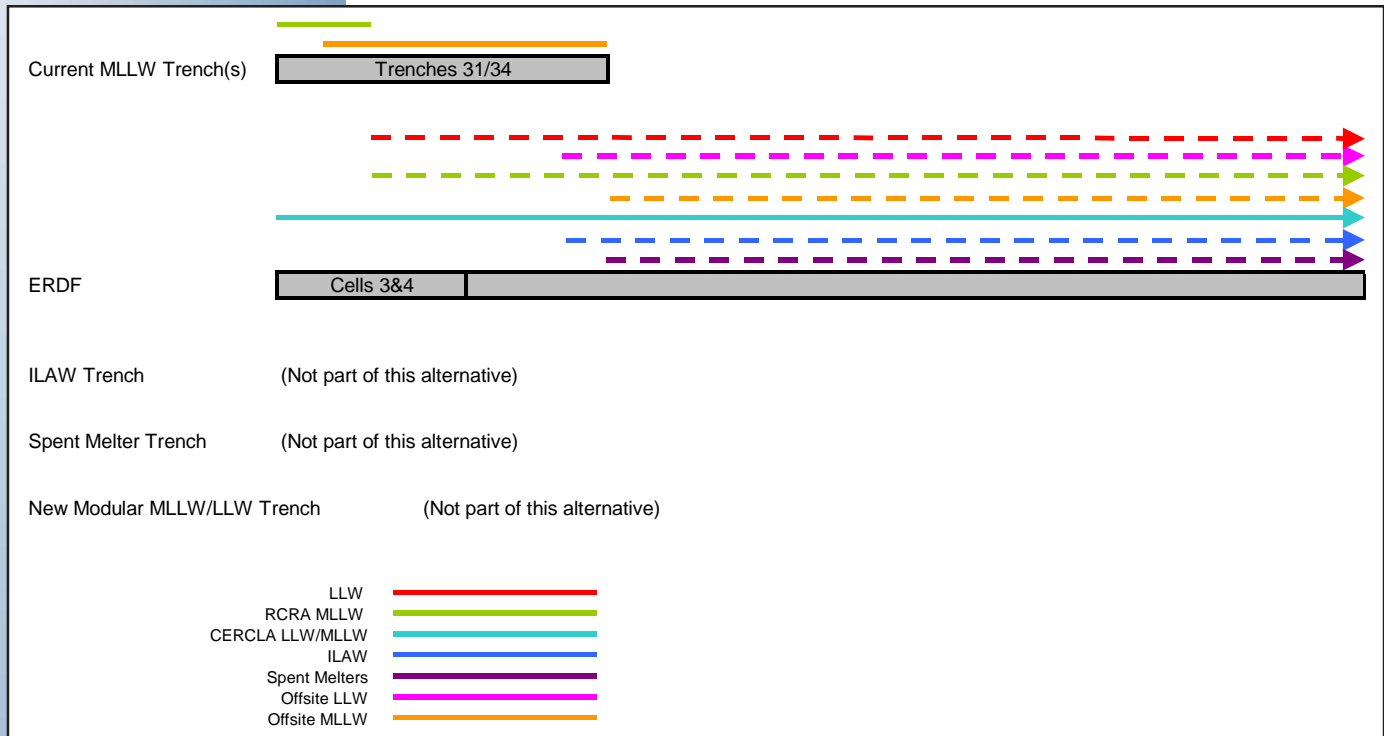 Current MLLW Trench(s)
Trenches 31/34
ERDF
Cells 3&4
ILAW Trench (Not part of this alternative)
Spent Melter Trench (Not part of this alternative)
New Modular MLLW/LLW Trench (Not part of this alternative)
LLW
RCRA MLLW
CERCLA LLW/MLLW
ILAW
Spent Melters
Offsite LLW
Offsite MLLW